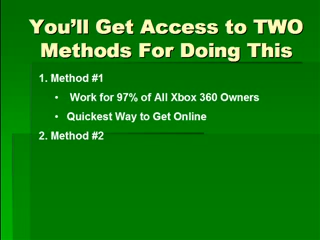 You'll Get Access to TWO
Methods For Doing This
1. Method #1
• Work for 97% of All Xbox 360 Owners
• Quickest Way to Get Online
2. Method #2